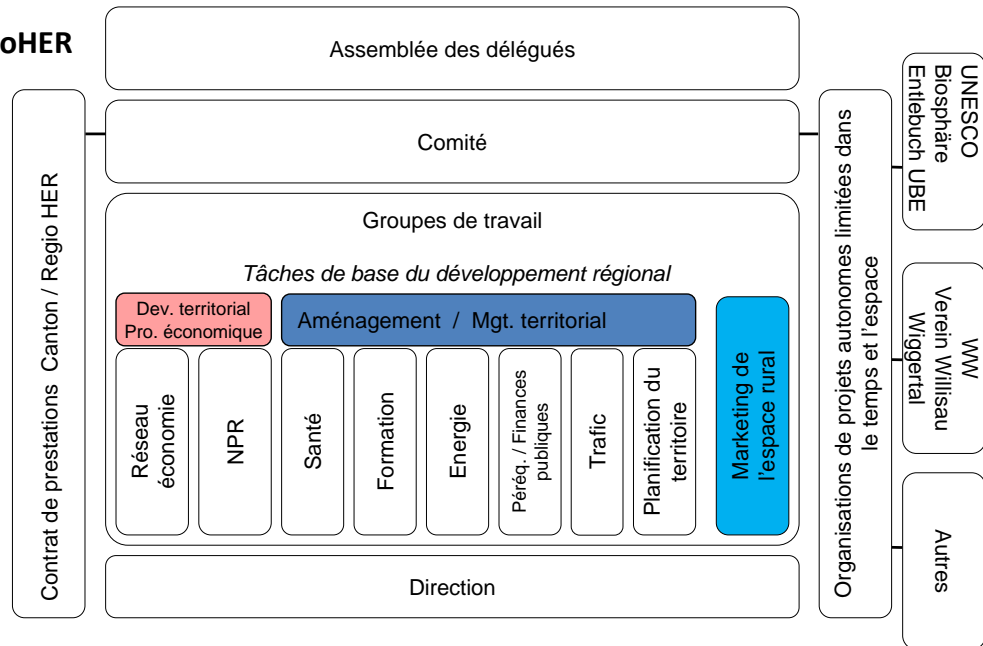 oHER
Assemblée des délégués
Comité
Contrat de prestations Canton / Regio HER
Groupes de travail
Tâches de base du développement régional
Dev. territorial
Pro. économique
Aménagement / Mgt. territorial
Réseau
économie
NPR
Santé
Formation
Energie
Péréq. / Finances
publiques
Trafic
Planification du
territoire
Marketing de
l'espace rural
Direction
Organisations de projets autonomes limitées dans
le temps et l'espace
UNESCO
Biosphäre
Entlebuch UBE
WW
Verein Willisau
Wiggertal
Autres